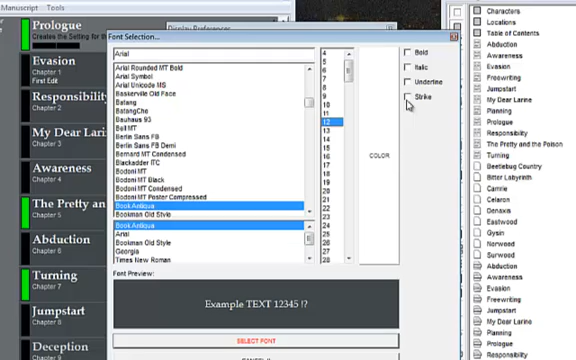 Manuscript Tools
Prologue
Creates the Setting for t
Evasion
Chapter 1
First Edit
Responsibility
Chapter 2
My Dear Larin
Chapter 3
Awareness
Chapter 4
The Pretty an
Chapter 5
Abduction
Chapter 6
Turning
Chapter 7
Jumpstart
Chapter 8
Deception
Chapter 9
Display Preferences
Font Selection...
Arial
Arial Rounded MT Bold
Arial Symbol
Arial Unicode MS
Baskerville Old Face
Batang
BatangChe
Bauhaus 93
Bell MT
Berlin Sans FB
Berlin Sans FB Demi
Bernard MT Condensed
Blackadder ITC
Bodoni MT
Bodoni MT Black
Bodoni MT Condensed
Bodoni MT Poster Compressed
Book Antiqua
Bookman Old Style
Book Antiqua
Arial
Bookman Old Style
Georgia
Times New Roman
4
5
6
7
8
9
10
11
12
13
14
15
16
17
18
19
20
21
22
23
24
25
26
27
28
COLOR
Bold
Italic
Underline
Strike
Font Preview:
Example TEXT 12345 !?
SELECT FONT
Characters
Locations
Table of Contents
Abduction
Awareness
Evasion
Freewriting
Jumpstart
My Dear Larine
Planning
Prologue
Responsibility
The Pretty and the Poison
Turning
Beetlebug Country
Bitter Labyrinth
Camrie
Celaron
Denaxis
Eastwood
Gysin
Norwood
Surwood
Abduction
Awareness
Evasion
Freewriting
Jumpstart
My Dear Larine
Planning
Prologue
Responsibility